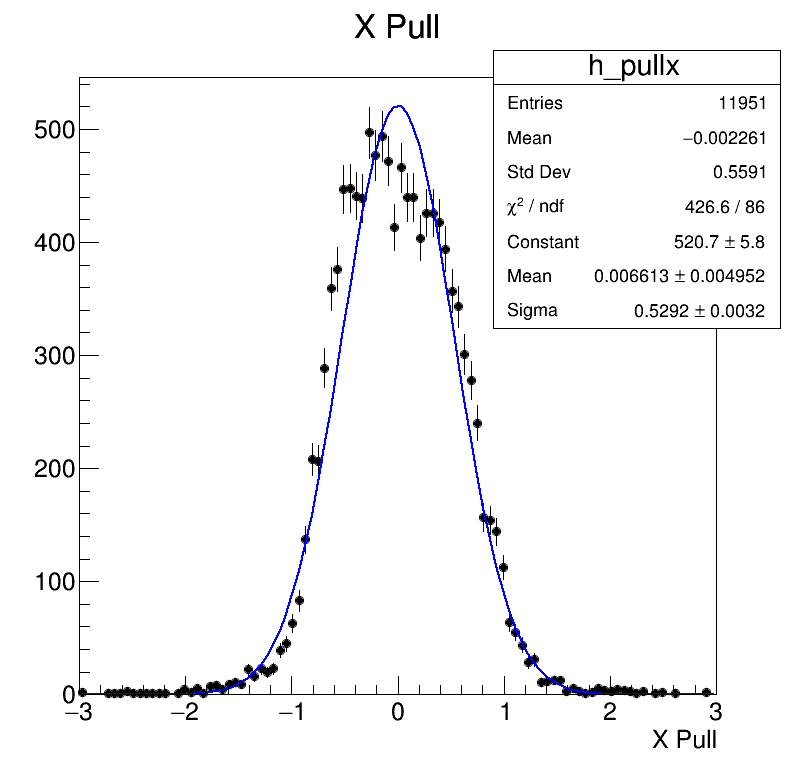 X Pull
h_pullx
Entries 11951
Mean −0.002261
Std Dev 0.5591
χ² / ndf 426.6 / 86
Constant 520.7 ± 5.8
Mean 0.006613 ± 0.004952
Sigma 0.5292 ± 0.0032
500
400
300
200
100
0
−3 −2 −1 0 1 2 3
X Pull